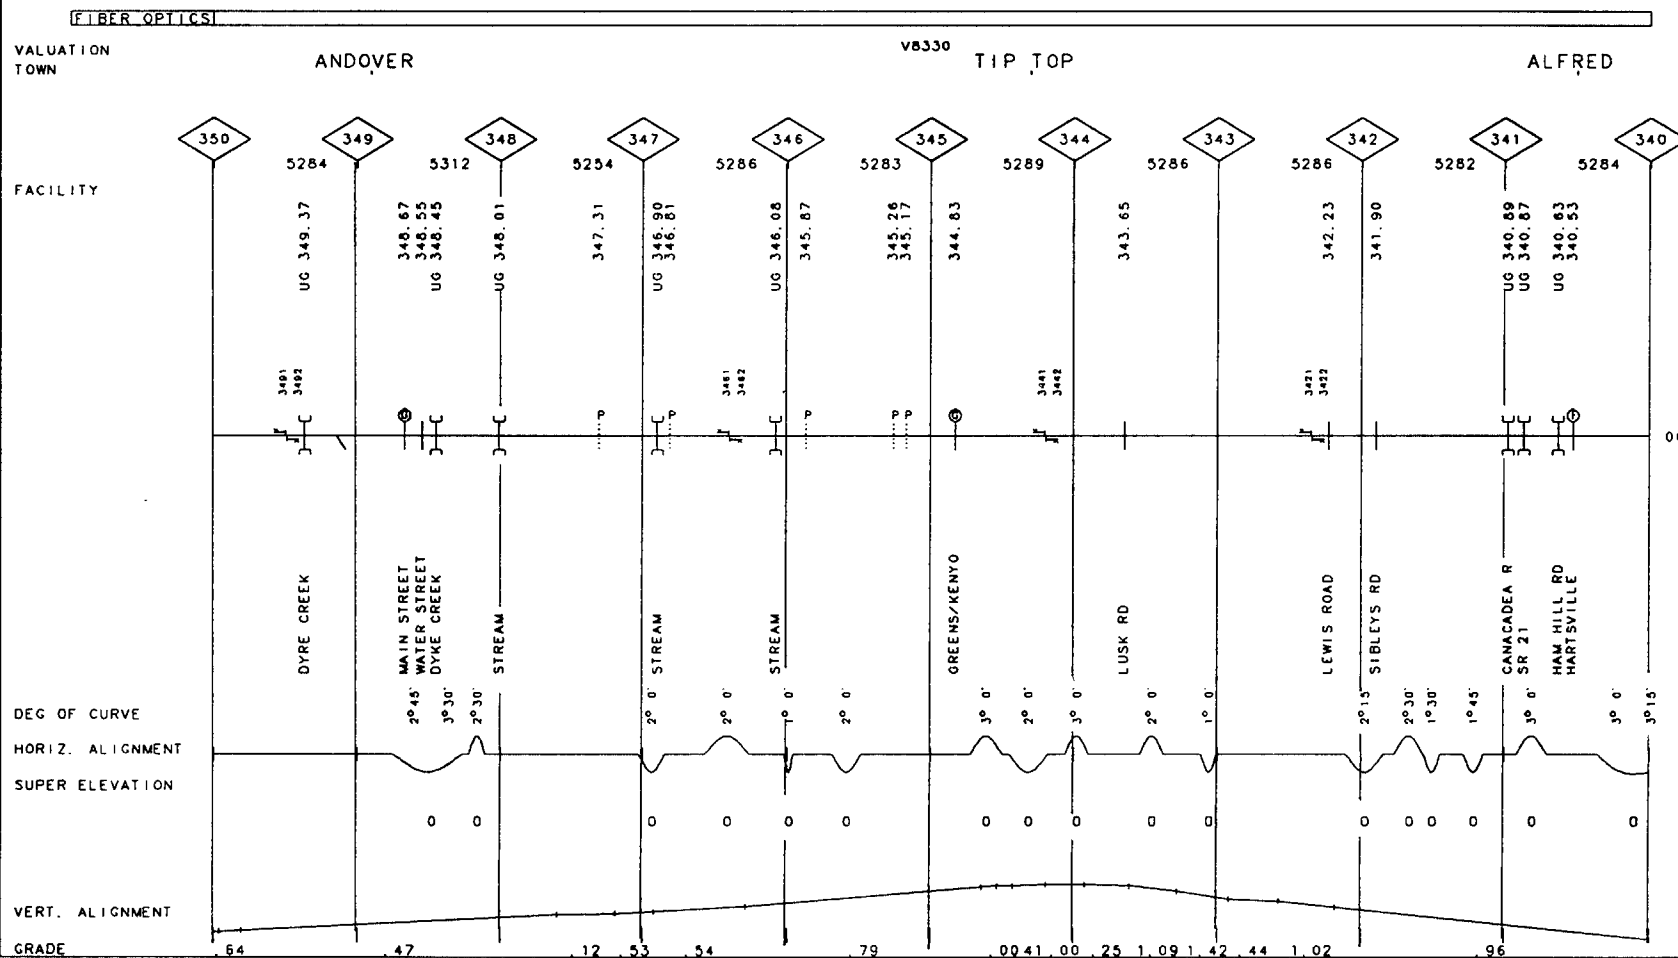 FIBER OPTICS
VALUATION V8330
TOWN ANDOVER TIP TOP ALFRED
350 349 348 347 346 345 344 343 342 341 340
5284 5312 5254 5286 5283 5289 5286 5286 5282 5284
FACILITY
UG 349.37
348.67
348.55
UG 348.45
UG 348.01
347.31
UG 346.90
346.81
UG 346.08
345.87
345.26
345.17
344.83
343.65
342.23
341.90
UG 340.89
UG 340.87
UG 340.63
340.53
3491
3492
3461
3462
3441
3442
3421
3422
G P P P P P G F
DYRE CREEK
MAIN STREET
WATER STREET
DYKE CREEK
STREAM
STREAM
STREAM
GREENS/KENYO
LUSK RD
LEWIS ROAD
SIBLEYS RD
CANACADEA R
SR 21
HAM HILL RD
HARTSVILLE
DEG OF CURVE 2°45' 3°30' 2°30' 2° 0' 2° 0' 1° 0' 2° 0' 3° 0' 2° 0' 3° 0' 2° 0' 1° 0' 2°15' 2°30' 1°30' 1°45' 3° 0' 3° 0' 3°15'
HORIZ. ALIGNMENT
SUPER ELEVATION
0 0 0 0 0 0 0 0 0 0 0 0 0 0 0 0 0
VERT. ALIGNMENT
GRADE .64 .47 .12 .53 .54 .79 .00 41 .00 .25 1.09 1.42 .44 1.02 .96